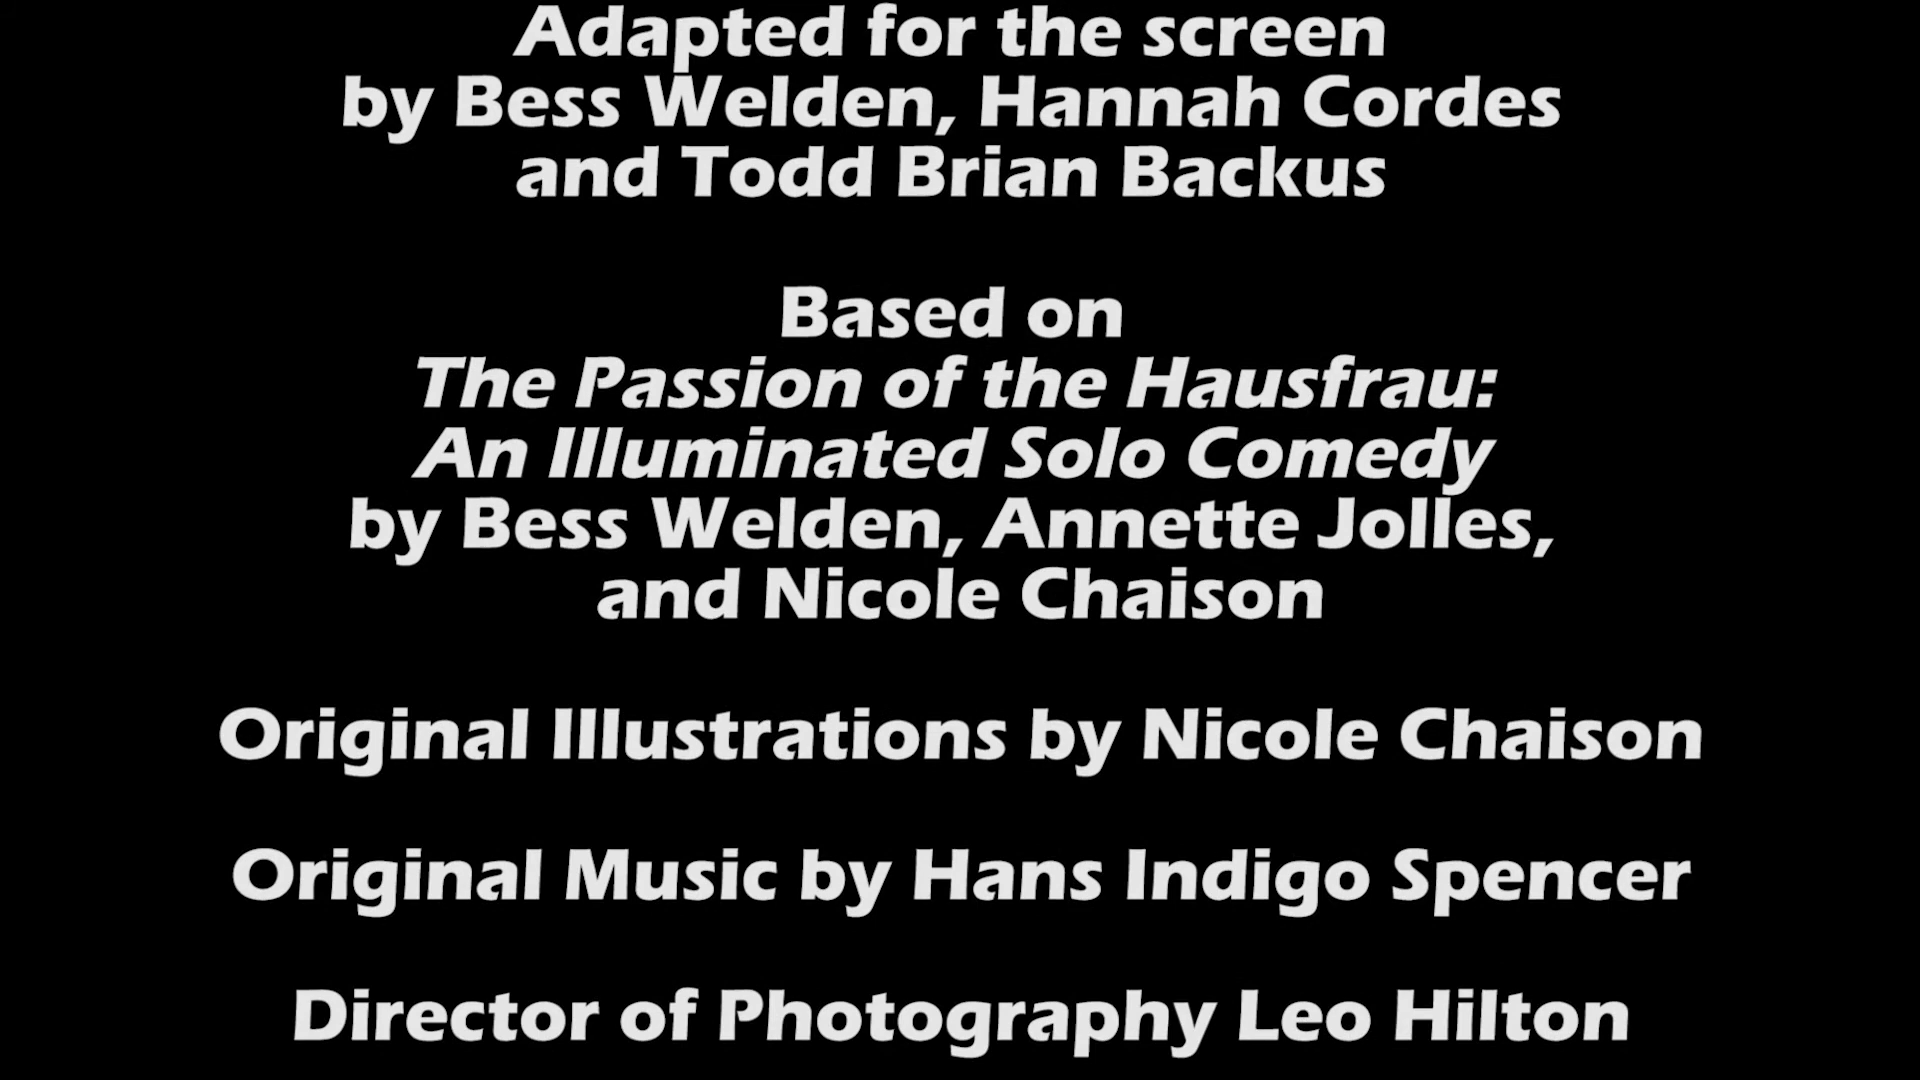 Adapted for the screen
by Bess Welden, Hannah Cordes
and Todd Brian Backus
Based on
The Passion of the Hausfrau:
An Illuminated Solo Comedy
by Bess Welden, Annette Jolles,
and Nicole Chaison
Original Illustrations by Nicole Chaison
Original Music by Hans Indigo Spencer
Director of Photography Leo Hilton